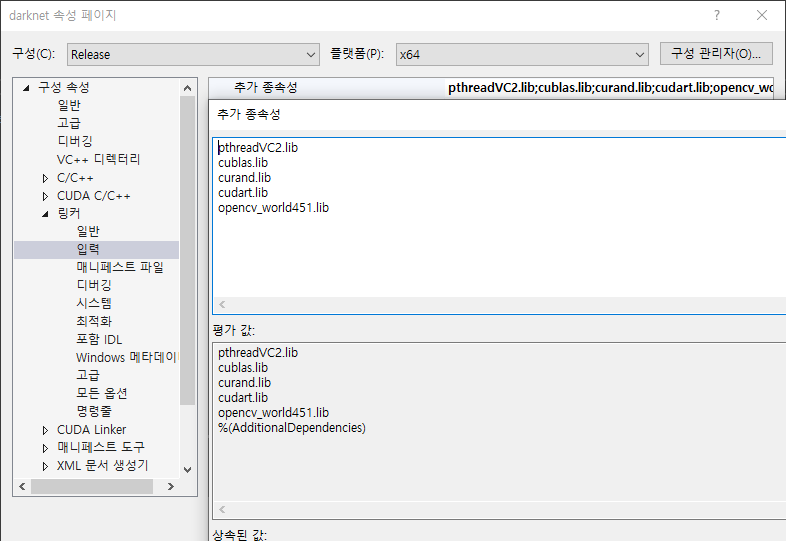 darknet 속성 페이지
구성(C): Release 플랫폼(P): x64 구성 관리자(O)...
구성 속성
일반
고급
디버깅
VC++ 디렉터리
C/C++
CUDA C/C++
링커
일반
입력
매니페스트 파일
디버깅
시스템
최적화
포함 IDL
Windows 메타데이
고급
모든 옵션
명령줄
CUDA Linker
매니페스트 도구
XML 문서 생성기
추가 종속성 pthreadVC2.lib;cublas.lib;curand.lib;cudart.lib;opencv_wo
추가 종속성
pthreadVC2.lib
cublas.lib
curand.lib
cudart.lib
opencv_world451.lib
평가 값:
pthreadVC2.lib
cublas.lib
curand.lib
cudart.lib
opencv_world451.lib
%(AdditionalDependencies)
상속된 값: